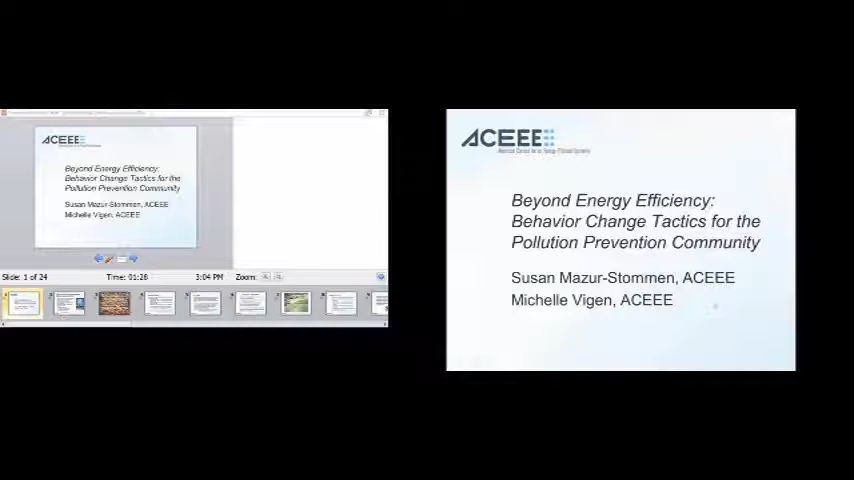 ACEEE
Beyond Energy Efficiency:
Behavior Change Tactics for the
Pollution Prevention Community
Susan Mazur-Stommen, ACEEE
Michelle Vigen, ACEEE
Slide: 1 of 24
Time: 01:28
3:04 PM
Zoom:
ACEEE
Beyond Energy Efficiency:
Behavior Change Tactics for the
Pollution Prevention Community
Susan Mazur-Stommen, ACEEE
Michelle Vigen, ACEEE